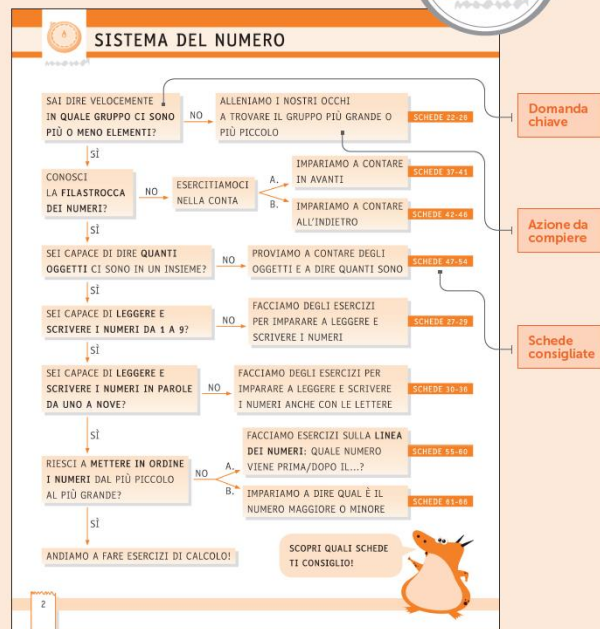 SISTEMA DEL NUMERO
SAI DIRE VELOCEMENTE
IN QUALE GRUPPO CI SONO
PIÙ O MENO ELEMENTI?
NO
ALLENIAMO I NOSTRI OCCHI
A TROVARE IL GRUPPO PIÙ GRANDE O
PIÙ PICCOLO
SCHEDE 22-26
Domanda
chiave
SÌ
CONOSCI
LA FILASTROCCA
DEI NUMERI?
NO
ESERCITIAMOCI
NELLA CONTA
A.
IMPARIAMO A CONTARE
IN AVANTI
SCHEDE 37-41
B.
IMPARIAMO A CONTARE
ALL'INDIETRO
SCHEDE 42-46
Azione da
compiere
SÌ
SEI CAPACE DI DIRE QUANTI
OGGETTI CI SONO IN UN INSIEME?
NO
PROVIAMO A CONTARE DEGLI
OGGETTI E A DIRE QUANTI SONO
SCHEDE 47-54
SÌ
SEI CAPACE DI LEGGERE E
SCRIVERE I NUMERI DA 1 A 9?
NO
FACCIAMO DEGLI ESERCIZI
PER IMPARARE A LEGGERE E
SCRIVERE I NUMERI
SCHEDE 27-29
Schede
consigliate
SÌ
SEI CAPACE DI LEGGERE E
SCRIVERE I NUMERI IN PAROLE
DA UNO A NOVE?
NO
FACCIAMO DEGLI ESERCIZI PER
IMPARARE A LEGGERE E SCRIVERE
I NUMERI ANCHE CON LE LETTERE
SCHEDE 30-36
SÌ
RIESCI A METTERE IN ORDINE
I NUMERI DAL PIÙ PICCOLO
AL PIÙ GRANDE?
NO
A.
FACCIAMO ESERCIZI SULLA LINEA
DEI NUMERI: QUALE NUMERO
VIENE PRIMA/DOPO IL...?
SCHEDE 55-60
B.
IMPARIAMO A DIRE QUAL È IL
NUMERO MAGGIORE O MINORE
SCHEDE 61-66
SÌ
ANDIAMO A FARE ESERCIZI DI CALCOLO!
SCOPRI QUALI SCHEDE
TI CONSIGLIO!
2